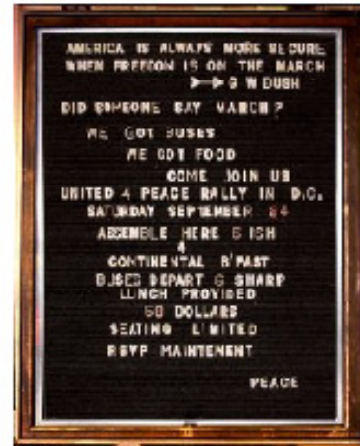 AMERICA IS ALWAYS MORE SECURE
WHEN FREEDOM IS ON THE MARCH
G W BUSH
DID SOMEONE SAY MARCH?
WE GOT BUSES
WE GOT FOOD
COME JOIN US
UNITED 4 PEACE RALLY IN D.C.
SATURDAY SEPTEMBER 24
ASSEMBLE HERE 5 ISH
4
CONTINENTAL B'FAST
BUSES DEPART 6 SHARP
LUNCH PROVIDED
50 DOLLARS
SEATING LIMITED
RSVP MAINTENENT
PEACE